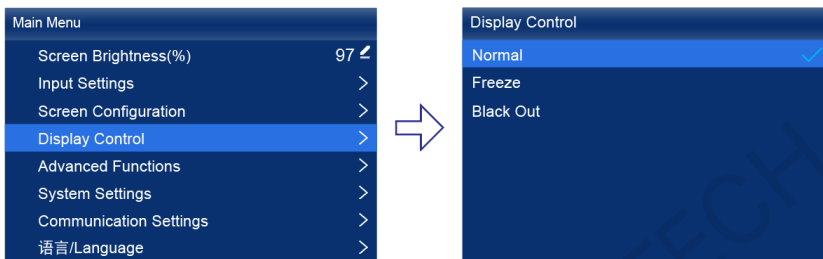 Main Menu
Screen Brightness(%) 97
Input Settings
Screen Configuration
Display Control
Advanced Functions
System Settings
Communication Settings
语言/Language
Display Control
Normal
Freeze
Black Out